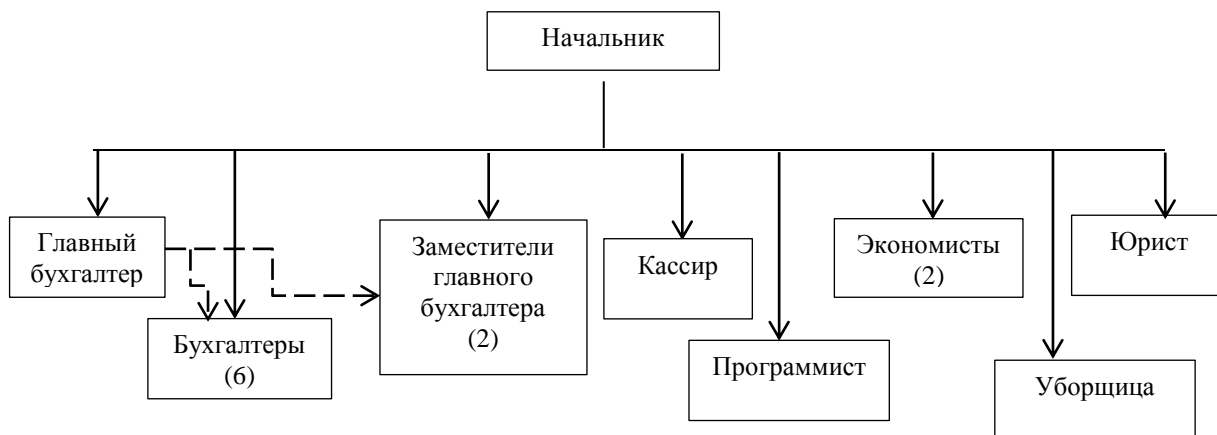 Начальник
Главный
бухгалтер
Бухгалтеры
(6)
Заместители
главного
бухгалтера
(2)
Кассир
Программист
Экономисты
(2)
Уборщица
Юрист